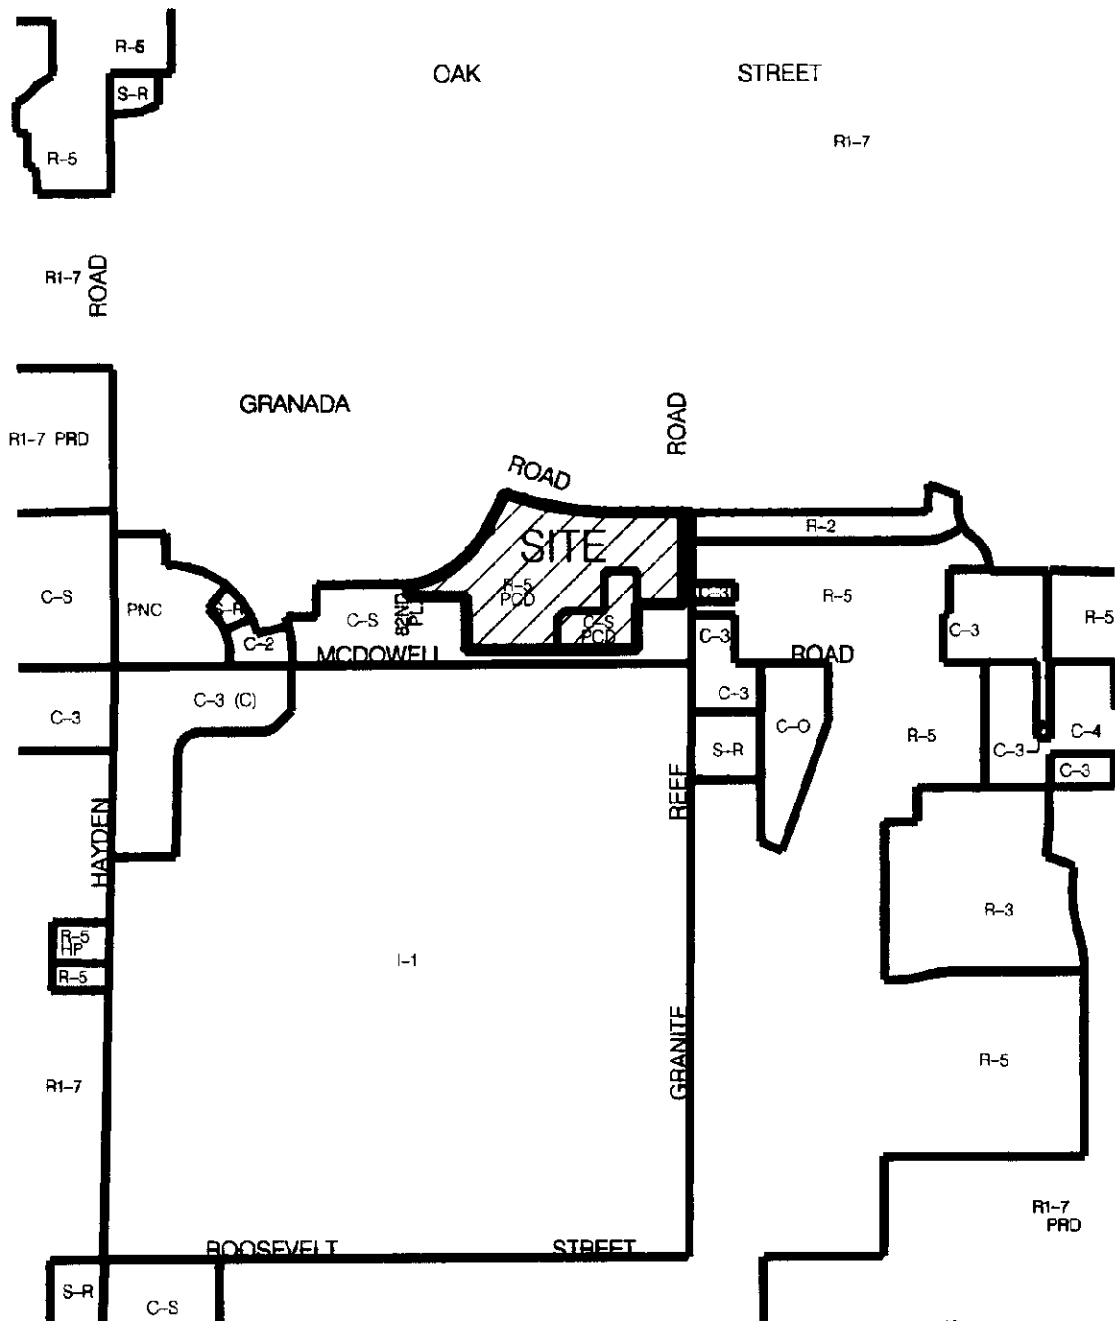 R-5
OAK STREET
S-R
R1-7
R-5
R1-7
ROAD
GRANADA
ROAD
R1-7 PRD
ROAD
R-2
SITE
R-5
PCD
C-S
PNC
S-R
C-S
82ND
PL
C-S
PCD
R-5
C-3
C-3
R-5
C-2
MCDOWELL ROAD
C-3 (C)
C-3
C-3
C-O
S-R
R-5
C-3
C-4
C-3
REEF
HAYDEN
R-3
R-5
HP
R-5
I-1
GRANITE
R-5
R1-7
R1-7
PRD
ROOSEVELT STREET
S-R
C-S